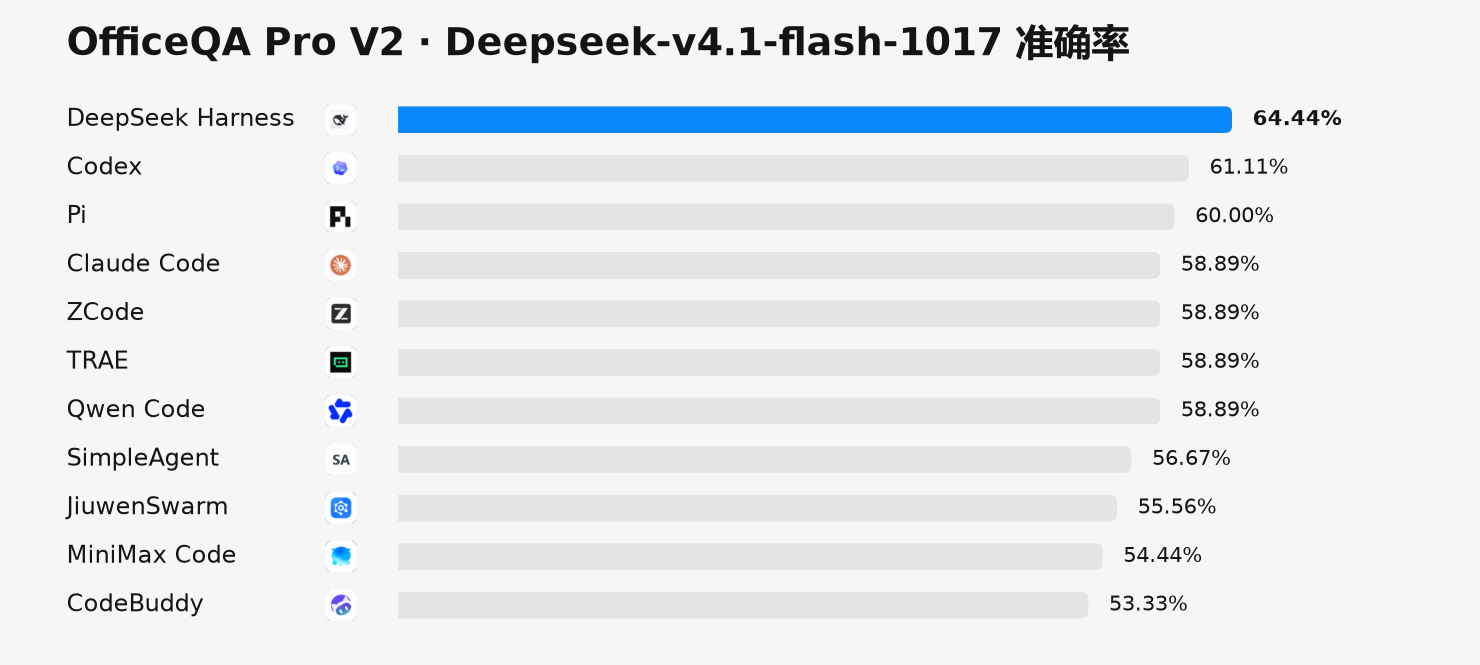 OfficeQA Pro V2 · Deepseek-v4.1-flash-1017 准确率
DeepSeek Harness 64.44%
Codex 61.11%
Pi 60.00%
Claude Code 58.89%
ZCode 58.89%
TRAE 58.89%
Qwen Code 58.89%
SimpleAgent SA 56.67%
JiuwenSwarm 55.56%
MiniMax Code 54.44%
CodeBuddy 53.33%